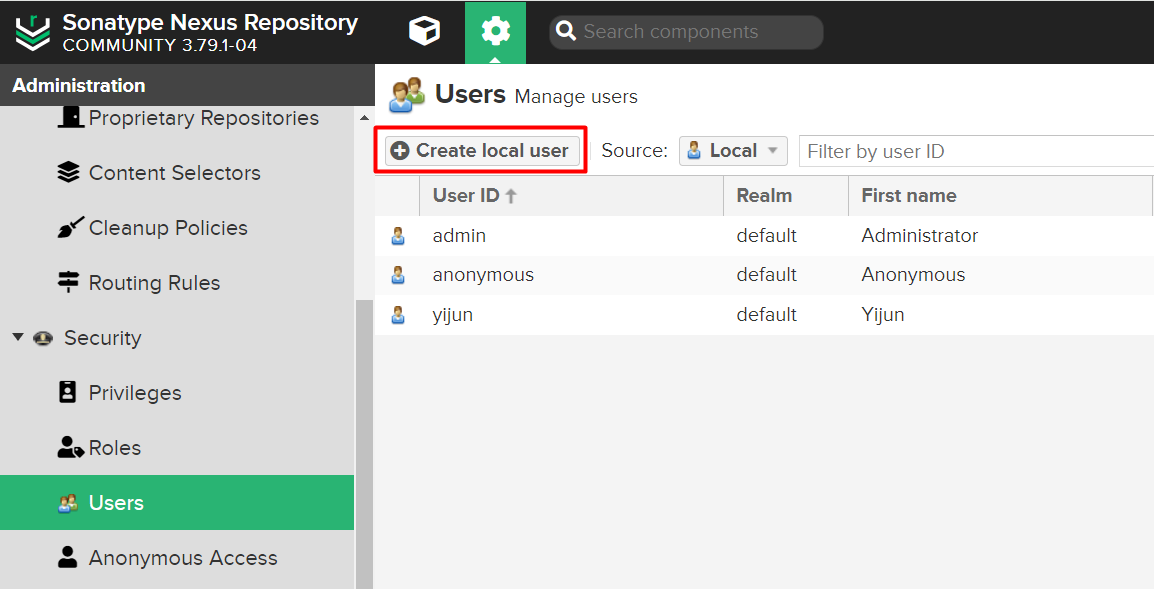 Sonatype Nexus Repository
COMMUNITY 3.79.1-04
Search components
Administration
Proprietary Repositories
Content Selectors
Cleanup Policies
Routing Rules
Security
Privileges
Roles
Users
Anonymous Access
Users Manage users
Create local user Source: Local Filter by user ID
User ID Realm First name
admin default Administrator
anonymous default Anonymous
yijun default Yijun